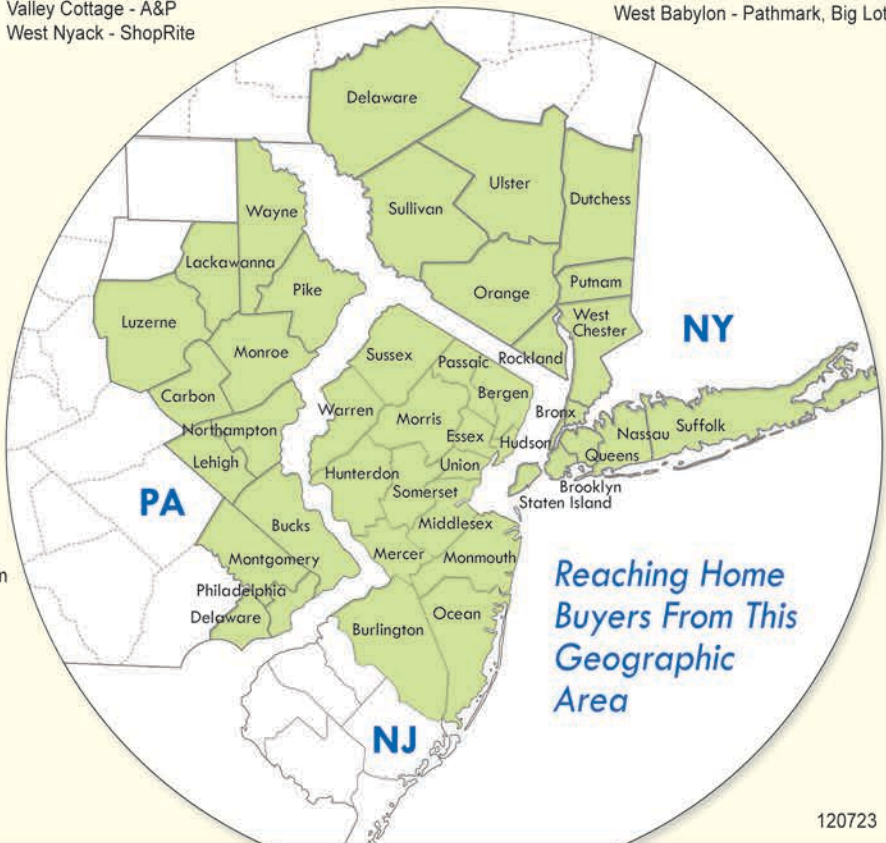 Valley Cottage - A&P
West Nyack - ShopRite
West Babylon - Pathmark, Big Lot
Delaware
Ulster
Dutchess
Sullivan
Wayne
Lackawanna
Pike
Orange
Putnam
Luzerne
West
Chester
NY
Monroe
Sussex
Passaic
Rockland
Carbon
Bergen
Warren
Morris
Bronx
Northampton
Essex
Hudson
Nassau
Suffolk
Lehigh
Hunterdon
Union
Queens
Somerset
Brooklyn
Staten Island
PA
Bucks
Middlesex
Montgomery
Mercer
Monmouth
Philadelphia
Delaware
Ocean
Burlington
Reaching Home
Buyers From This
Geographic
Area
NJ
120723